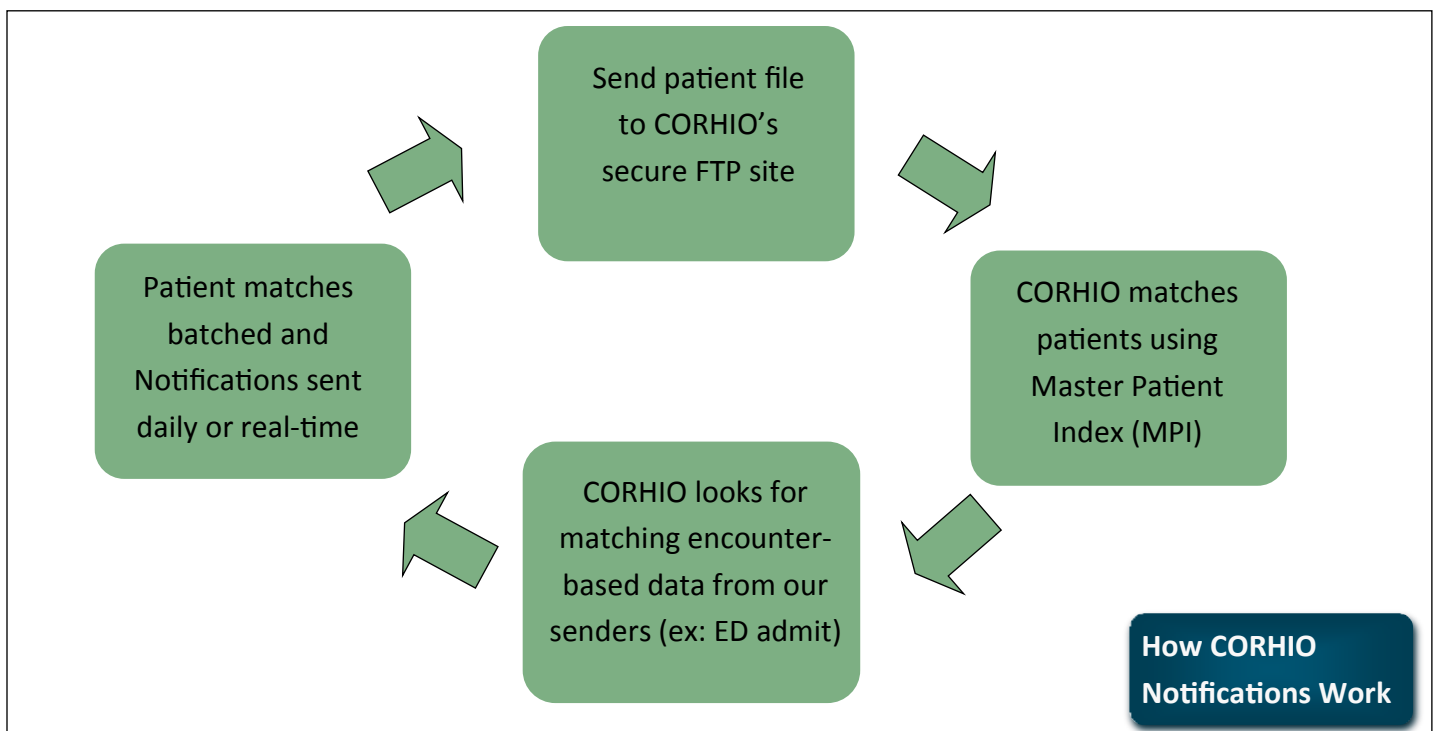 Send patient file
to CORHIO’s
secure FTP site
CORHIO matches
patients using
Master Patient
Index (MPI)
CORHIO looks for
matching encounter-
based data from our
senders (ex: ED admit)
Patient matches
batched and
Notifications sent
daily or real-time
How CORHIO
Notifications Work